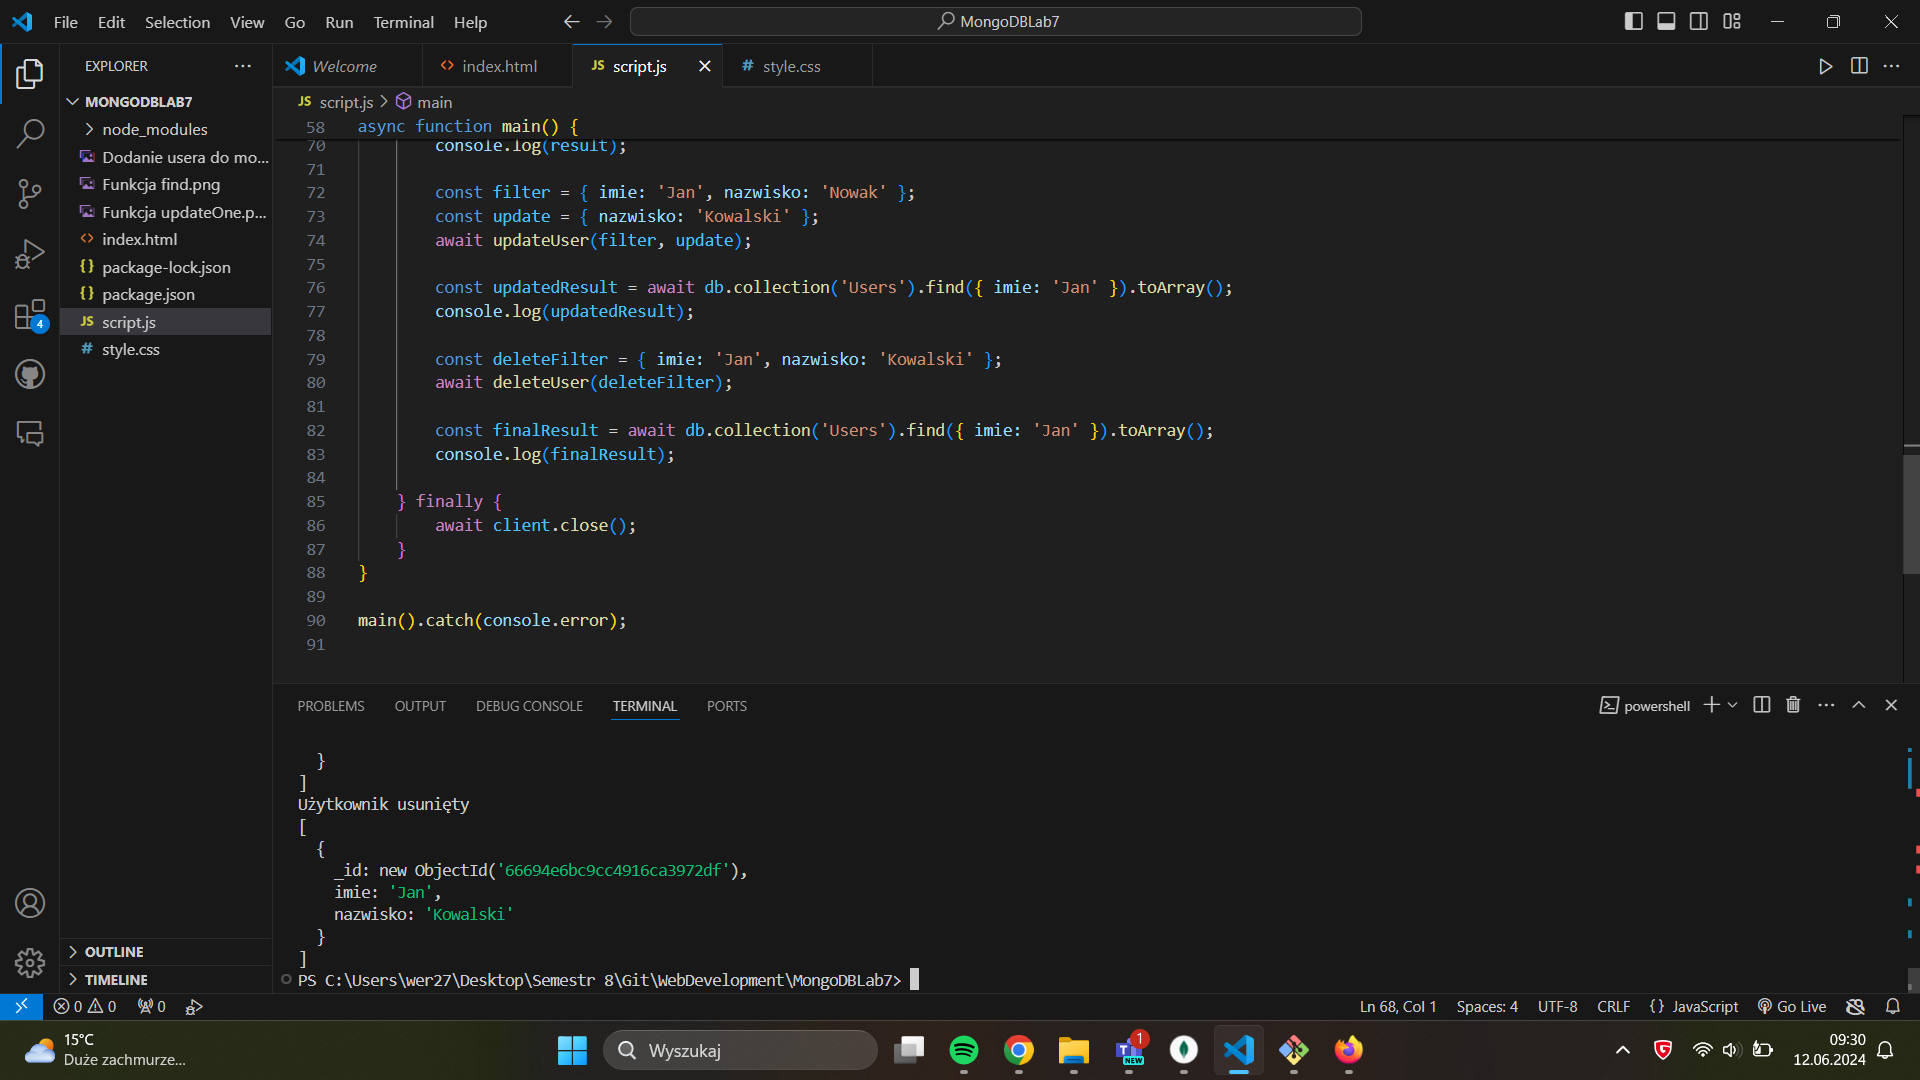 File Edit Selection View Go Run Terminal Help
MongoDBLab7
EXPLORER
MONGODBLAB7
node_modules
Dodanie usera do mo...
Funkcja find.png
Funkcja updateOne.p...
index.html
package-lock.json
package.json
JS script.js
# style.css
4
OUTLINE
TIMELINE
Welcome
index.html
JS script.js
# style.css
JS script.js > main
58 async function main() {
70 console.log(result);
71
72 const filter = { imie: 'Jan', nazwisko: 'Nowak' };
73 const update = { nazwisko: 'Kowalski' };
74 await updateUser(filter, update);
75
76 const updatedResult = await db.collection('Users').find({ imie: 'Jan' }).toArray();
77 console.log(updatedResult);
78
79 const deleteFilter = { imie: 'Jan', nazwisko: 'Kowalski' };
80 await deleteUser(deleteFilter);
81
82 const finalResult = await db.collection('Users').find({ imie: 'Jan' }).toArray();
83 console.log(finalResult);
84
85 } finally {
86 await client.close();
87 }
88 }
89
90 main().catch(console.error);
91
PROBLEMS OUTPUT DEBUG CONSOLE TERMINAL PORTS
powershell
}
]
Użytkownik usunięty
[
{
_id: new ObjectId('66694e6bc9cc4916ca3972df'),
imie: 'Jan',
nazwisko: 'Kowalski'
}
]
PS C:\Users\wer27\Desktop\Semestr 8\Git\WebDevelopment\MongoDBLab7>
0 0 0
Ln 68, Col 1 Spaces: 4 UTF-8 CRLF {} JavaScript Go Live
15°C
Duże zachmurze...
Wyszukaj
1
NEW
09:30
12.06.2024